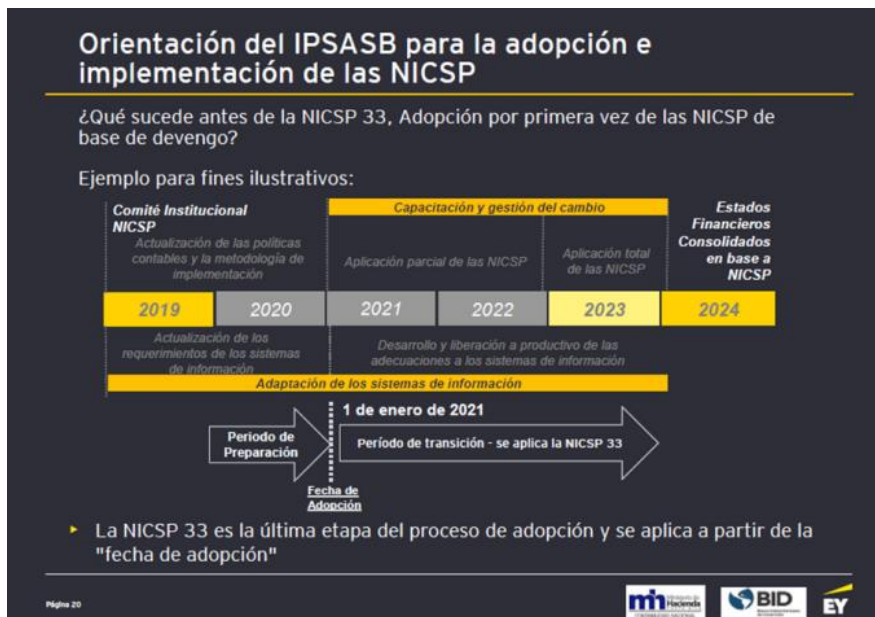 Orientación del IPSASB para la adopción e
implementación de las NICSP
¿Qué sucede antes de la NICSP 33, Adopción por primera vez de las NICSP de
base de devengo?
Ejemplo para fines ilustrativos:
Comité Institucional
NICSP
Actualización de las políticas
contables y la metodología de
implementación
Capacitación y gestión del cambio
Aplicación parcial de las NICSP
Aplicación total
de las NICSP
Estados
Financieros
Consolidados
en base a
NICSP
2019 2020 2021 2022 2023 2024
Actualización de los
requerimientos de los sistemas
de información
Desarrollo y liberación a productivo de las
adecuaciones a los sistemas de información
Adaptación de los sistemas de información
1 de enero de 2021
Periodo de
Preparación
Período de transición - se aplica la NICSP 33
Fecha de
Adopción
La NICSP 33 es la última etapa del proceso de adopción y se aplica a partir de la
"fecha de adopción"
Página 20
mh Ministerio de Hacienda
CONTABILIDAD NACIONAL
BID
EY